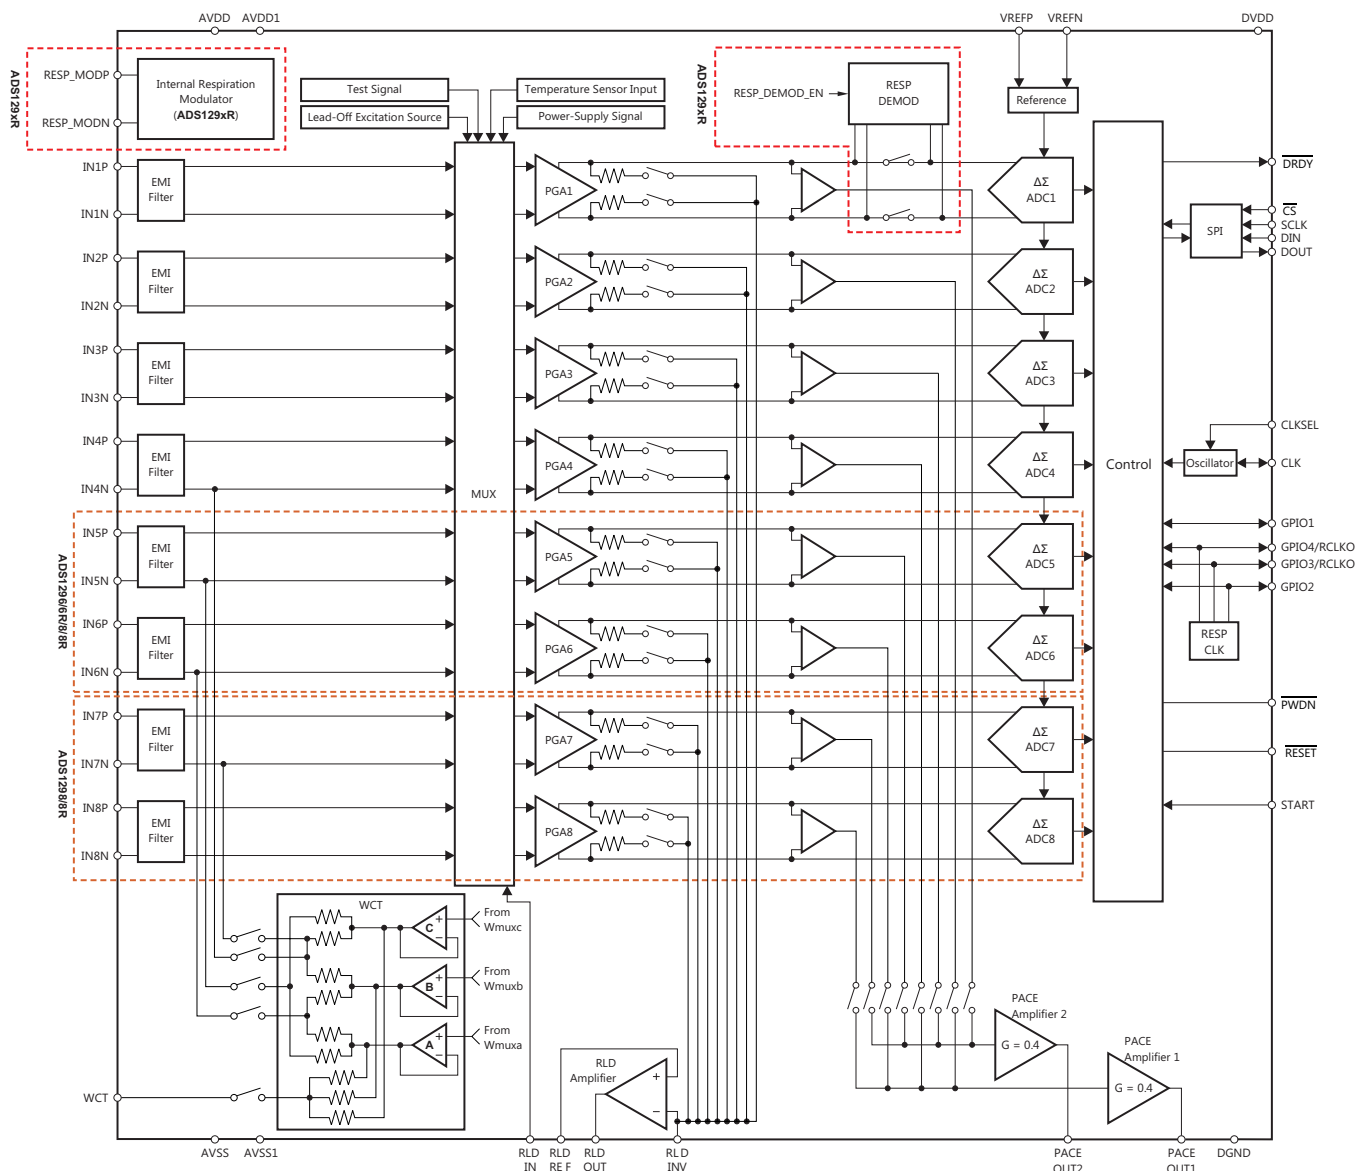 AVDD AVDD1 VREFP VREFN DVDD
ADS129xR
RESP_MODP
RESP_MODN
Internal Respiration
Modulator
(ADS129xR)
Test Signal
Lead-Off Excitation Source
Temperature Sensor Input
Power-Supply Signal
ADS129xR
RESP_DEMOD_EN
RESP
DEMOD
Reference
IN1P
IN1N
EMI
Filter
PGA1
ΔΣ
ADC1
IN2P
IN2N
EMI
Filter
PGA2
ΔΣ
ADC2
IN3P
IN3N
EMI
Filter
PGA3
ΔΣ
ADC3
IN4P
IN4N
EMI
Filter
PGA4
ΔΣ
ADC4
MUX
Control
DRDY
CS
SCLK
DIN
DOUT
SPI
CLKSEL
Oscillator
CLK
GPIO1
GPIO4/RCLKO
GPIO3/RCLKO
GPIO2
RESP
CLK
PWDN
RESET
START
ADS1296/6R/8/8R
IN5P
IN5N
EMI
Filter
PGA5
ΔΣ
ADC5
IN6P
IN6N
EMI
Filter
PGA6
ΔΣ
ADC6
ADS1298/8R
IN7P
IN7N
EMI
Filter
PGA7
ΔΣ
ADC7
IN8P
IN8N
EMI
Filter
PGA8
ΔΣ
ADC8
WCT
C
+
−
From
Wmuxc
B
+
−
From
Wmuxb
A
+
−
From
Wmuxa
WCT
RLD
Amplifier
+
−
PACE
Amplifier 2
G = 0.4
PACE
Amplifier 1
G = 0.4
AVSS AVSS1
RLD
IN
RLD
REF
RLD
OUT
RLD
INV
PACE
OUT2
PACE
OUT1
DGND